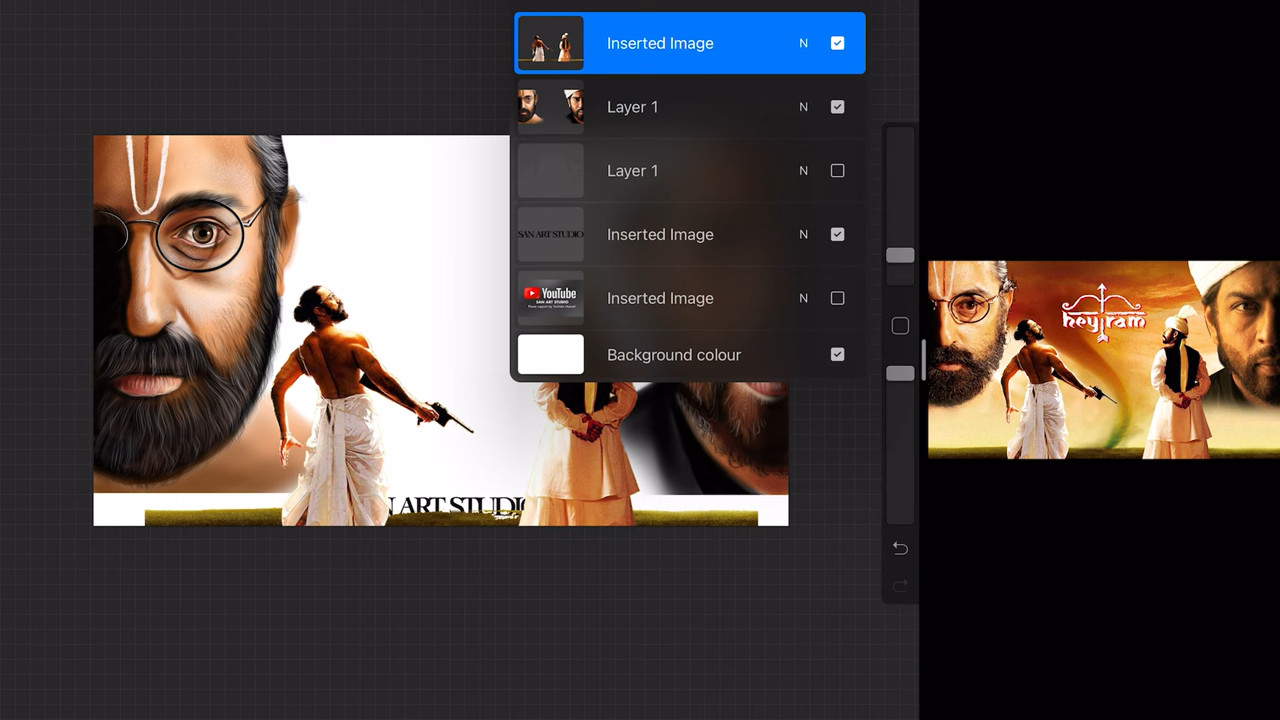 Inserted Image N
Layer 1 N
Layer 1 N
SAN ART STUDIO
Inserted Image N
YouTube
SAN ART STUDIO
Inserted Image N
Background colour
hey ram
N ART STUDIO